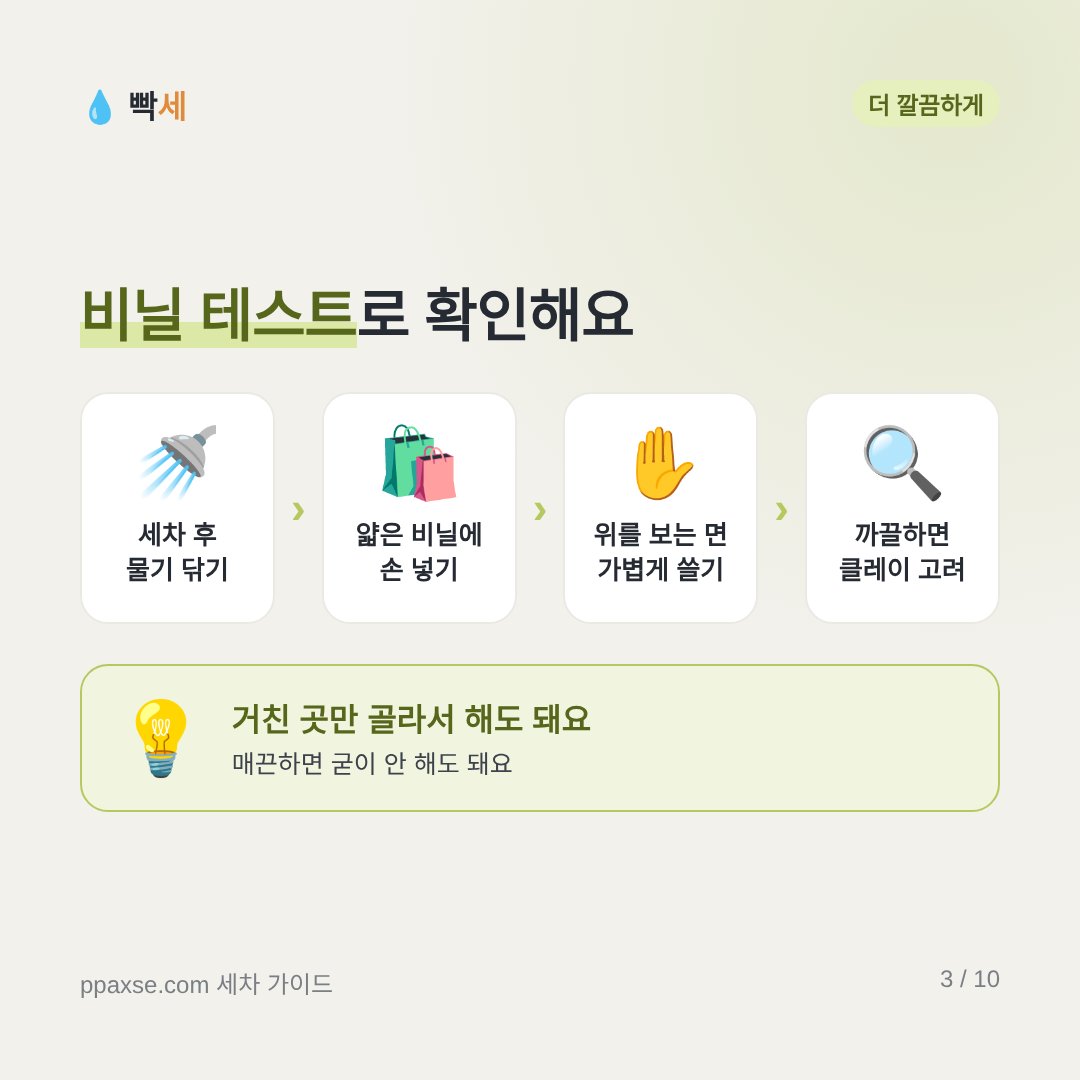 빡세
더 깔끔하게
비닐 테스트로 확인해요
세차 후
물기 닦기
›
얇은 비닐에
손 넣기
›
위를 보는 면
가볍게 쓸기
›
까끌하면
클레이 고려
거친 곳만 골라서 해도 돼요
매끈하면 굳이 안 해도 돼요
ppaxse.com 세차 가이드
3 / 10